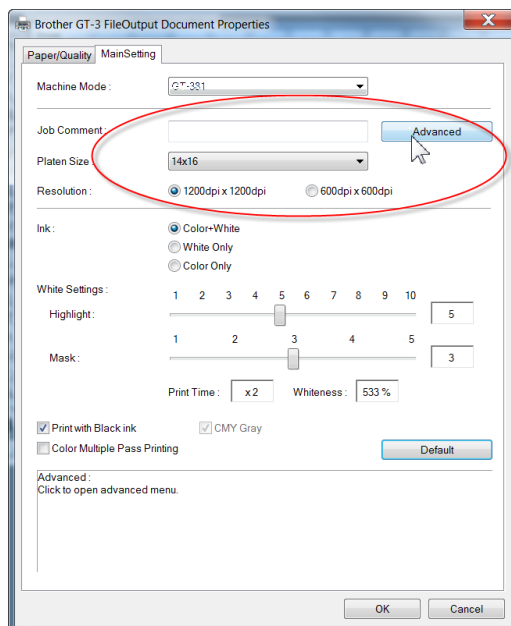 Brother GT-3 FileOutput Document Properties
Paper/Quality MainSetting
Machine Mode : GT-381
Job Comment : Advanced
Platen Size : 14x16
Resolution : 1200dpi x 1200dpi 600dpi x 600dpi
Ink : Color+White
White Only
Color Only
White Settings : 1 2 3 4 5 6 7 8 9 10
Highlight : 5
1 2 3 4 5
Mask : 3
Print Time : x 2 Whiteness : 533 %
Print with Black ink CMY Gray
Color Multiple Pass Printing Default
Advanced :
Click to open advanced menu.
OK Cancel